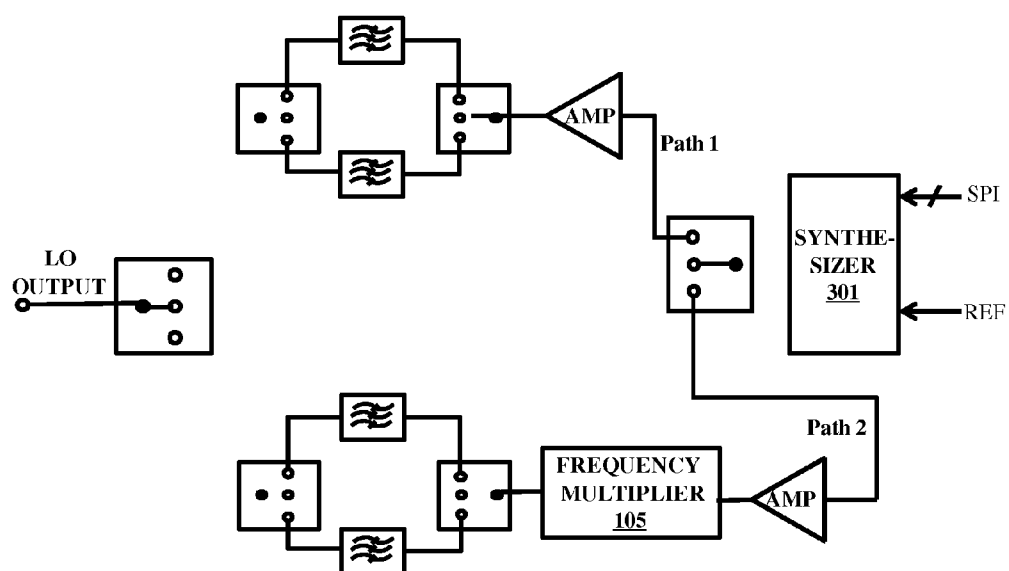 AMP
Path 1
SPI
SYNTHE-
SIZER
301
LO
OUTPUT
REF
Path 2
FREQUENCY
MULTIPLIER
105
AMP